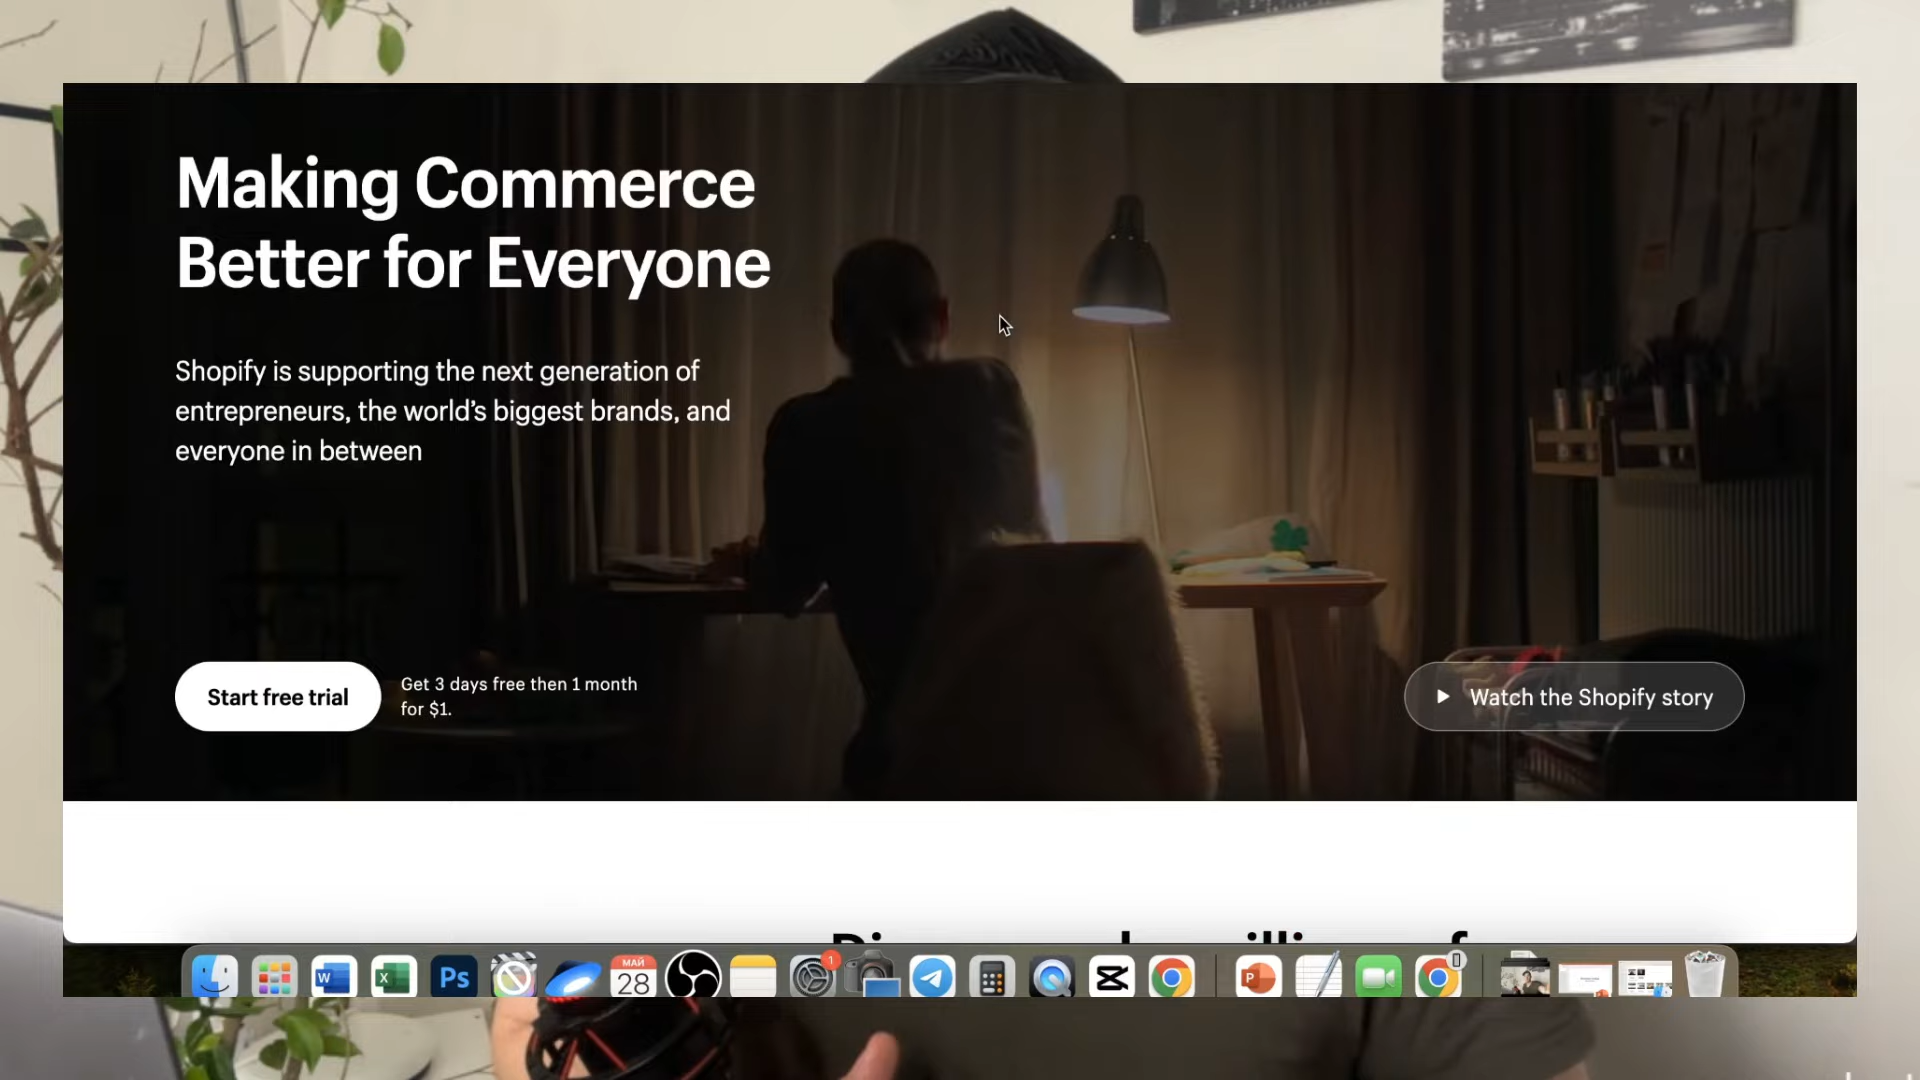 Making Commerce
Better for Everyone
Shopify is supporting the next generation of
entrepreneurs, the world's biggest brands, and
everyone in between
Start free trial
Get 3 days free then 1 month
for $1.
Watch the Shopify story
W
X
Ps
МАЙ
28
1
P